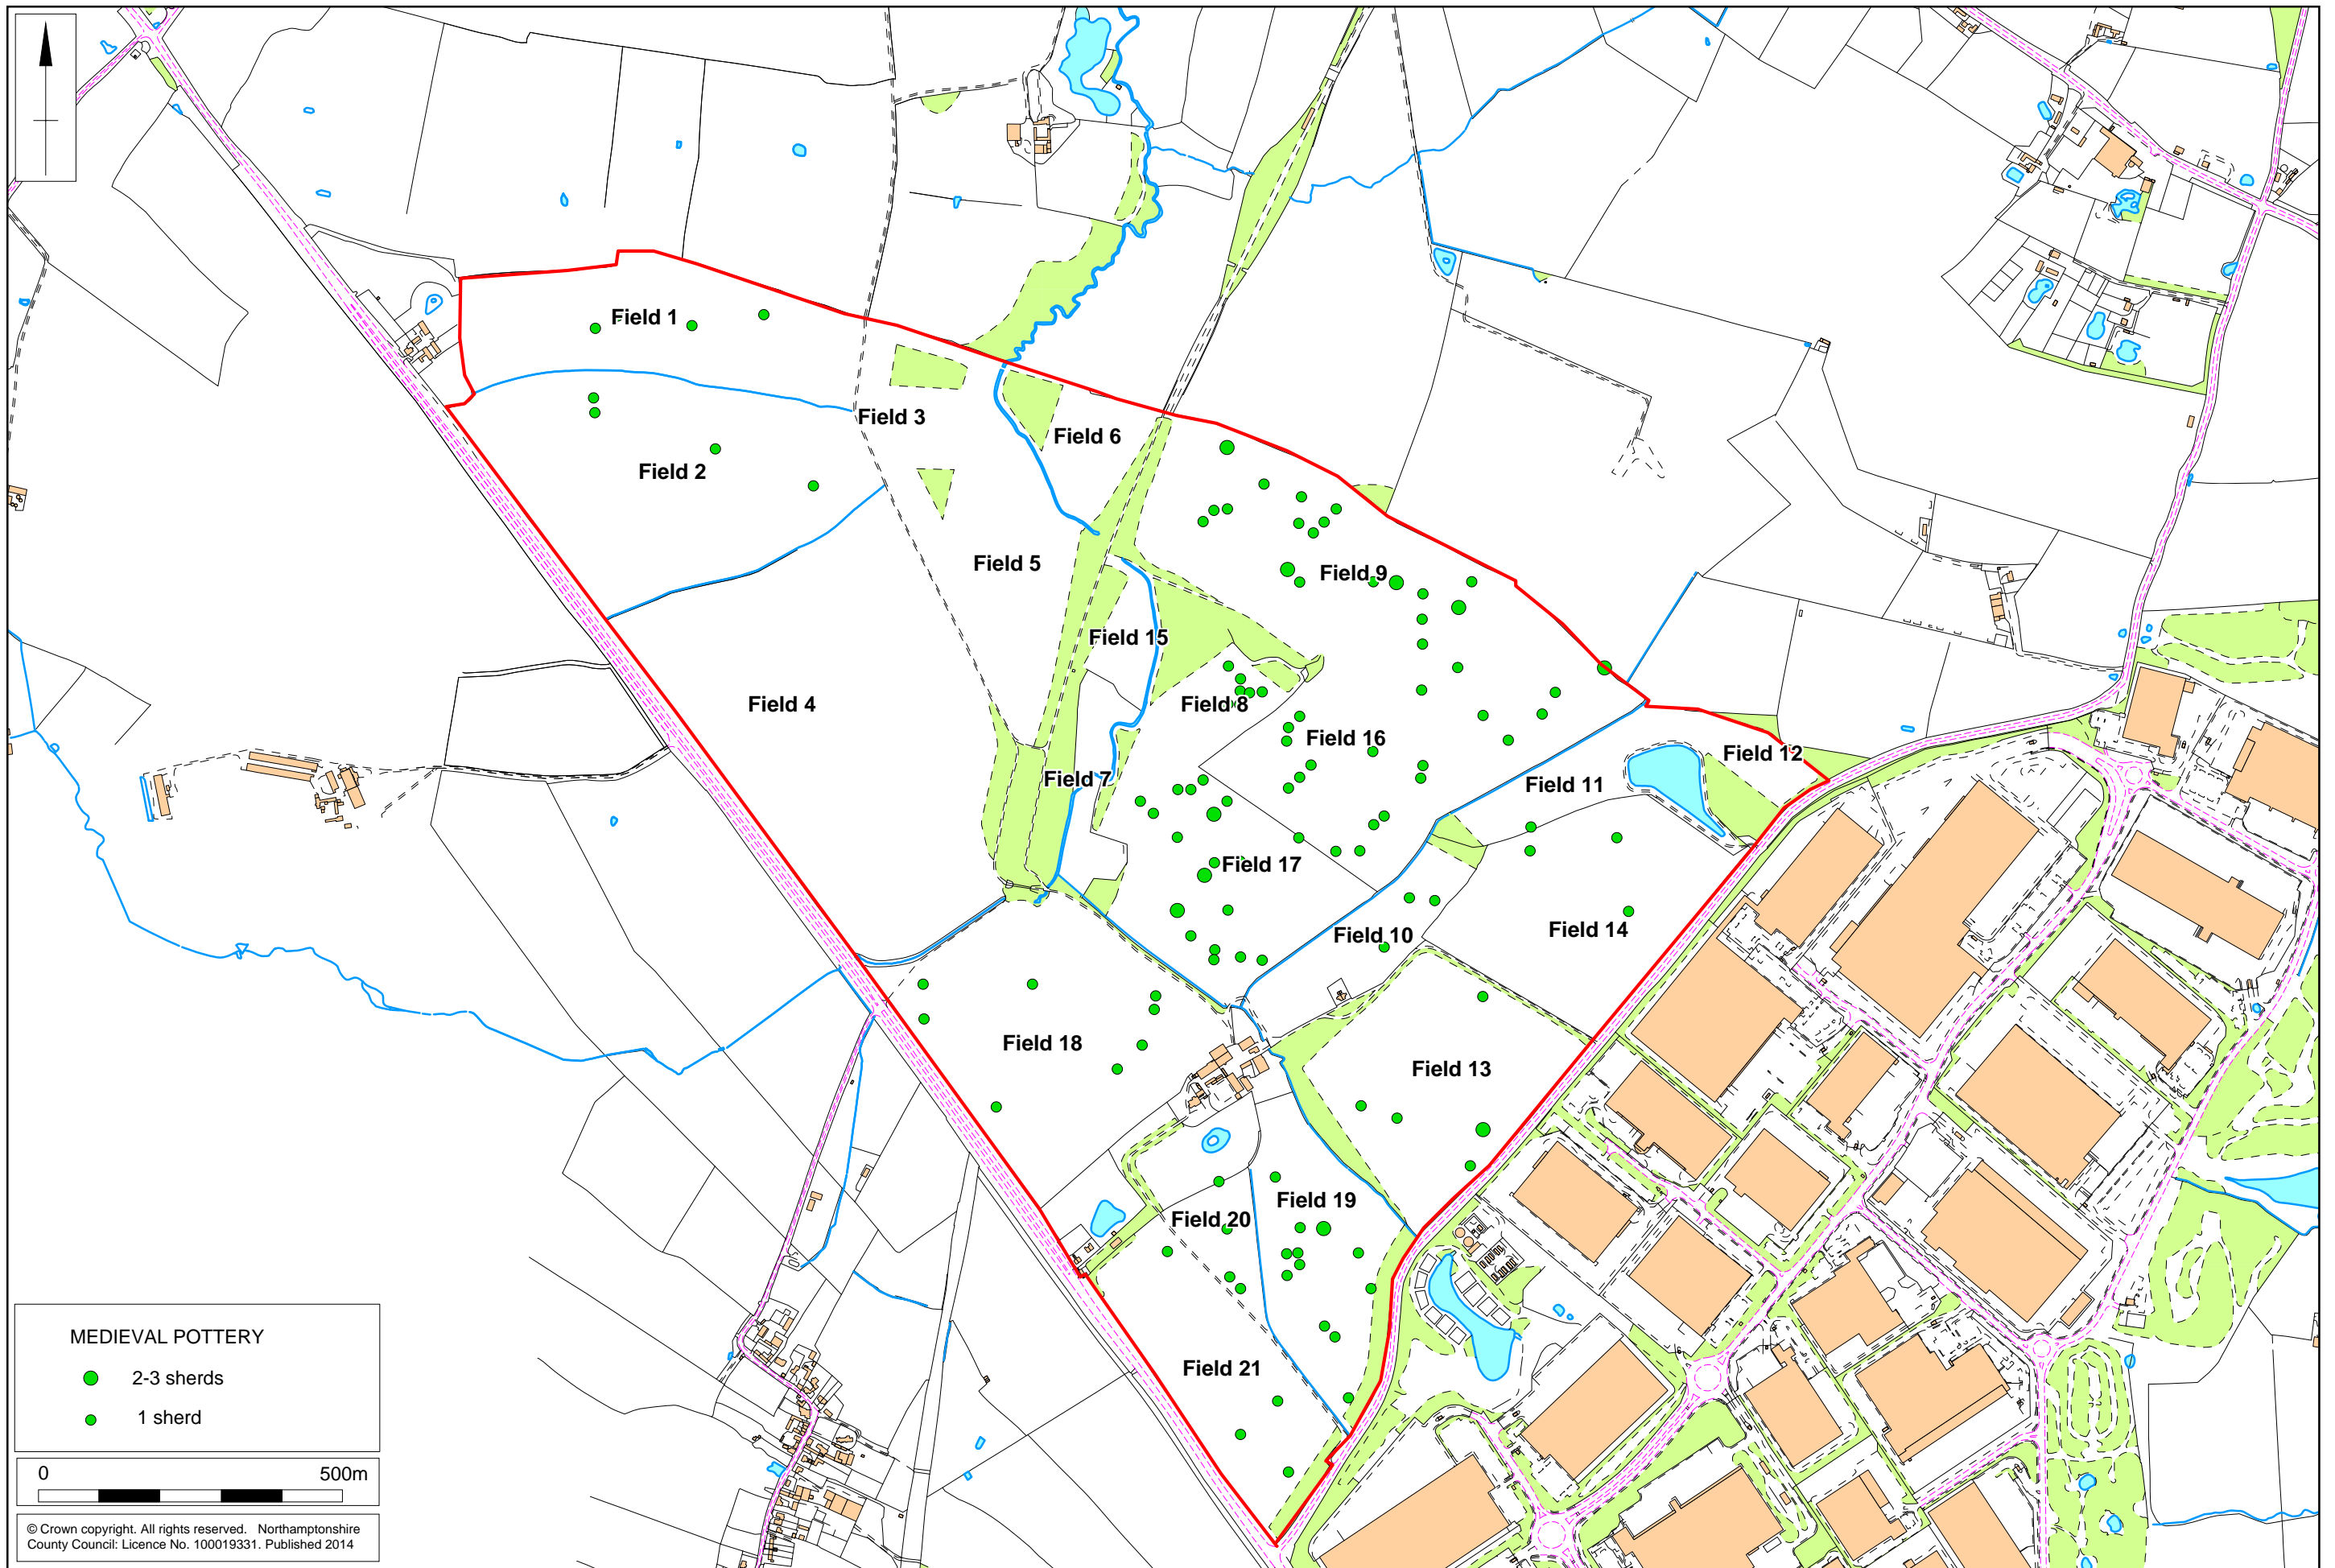 Field 1
Field 3
Field 6
Field 2
Field 5
Field 9
Field 15
Field 4
Field 8
Field 16
Field 12
Field 7
Field 11
Field 17
Field 10
Field 14
Field 18
Field 13
Field 19
Field 20
Field 21
MEDIEVAL POTTERY
2-3 sherds
1 sherd
0 500m
© Crown copyright. All rights reserved. Northamptonshire
County Council: Licence No. 100019331. Published 2014